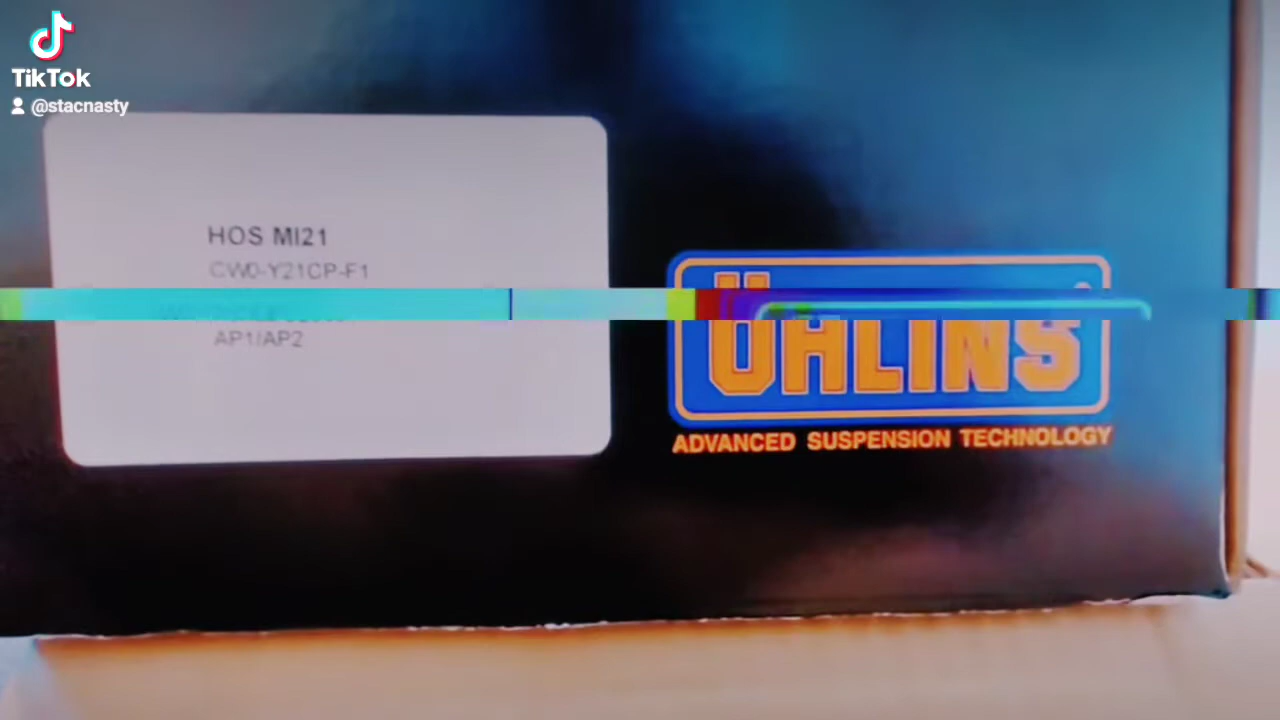 TikTok
@stacnasty
HOS MI21
CW0-Y21CP-F1
AP1/AP2
ÖHLINS
ADVANCED SUSPENSION TECHNOLOGY